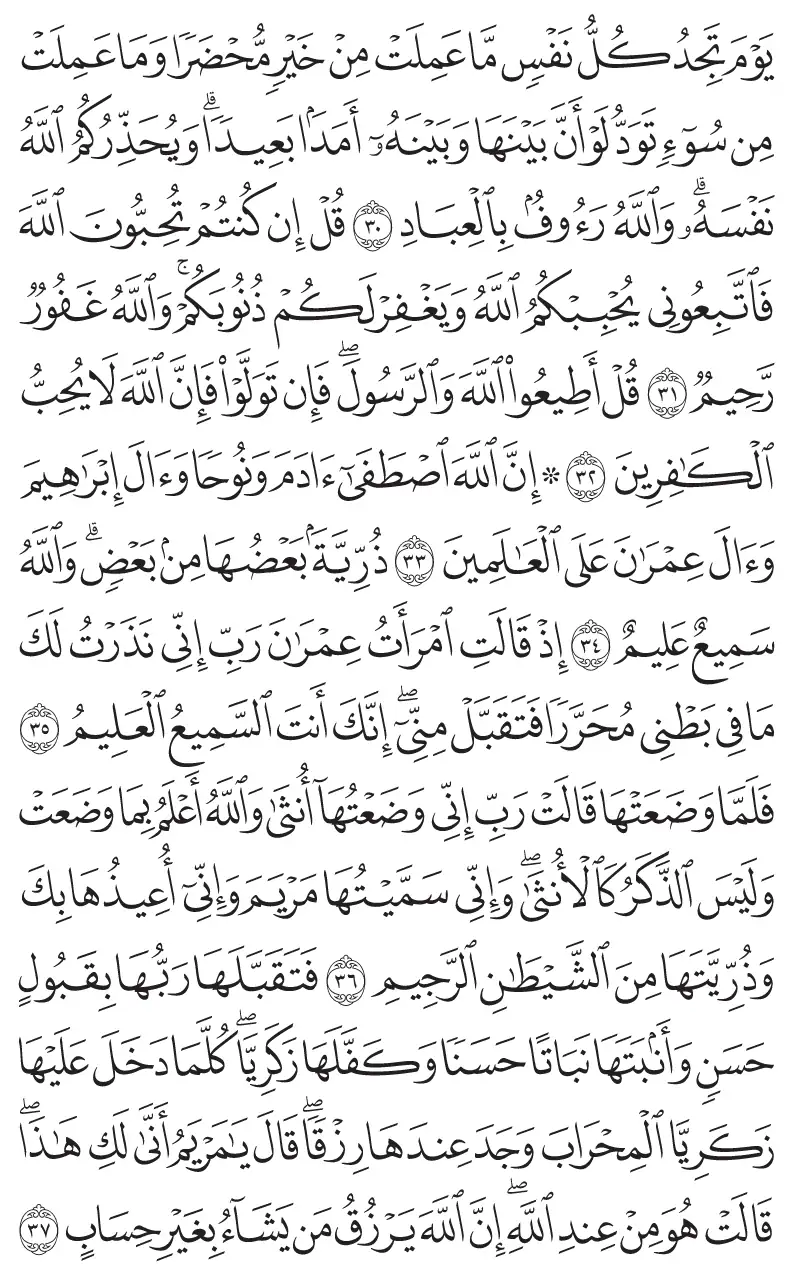 يَوْمَ تَجِدُ كُلُّ نَفْسٍ مَّا عَمِلَتْ مِنْ خَيْرٍ مُّحْضَرًا وَمَا عَمِلَتْ
مِن سُوٓءٍ تَوَدُّ لَوْ أَنَّ بَيْنَهَا وَبَيْنَهُۥٓ أَمَدًۢا بَعِيدًاۗ وَيُحَذِّرُكُمُ ٱللَّهُ
نَفْسَهُۥۗ وَٱللَّهُ رَءُوفٌۢ بِٱلْعِبَادِ ٣٠ قُلْ إِن كُنتُمْ تُحِبُّونَ ٱللَّهَ
فَٱتَّبِعُونِى يُحْبِبْكُمُ ٱللَّهُ وَيَغْفِرْ لَكُمْ ذُنُوبَكُمْۚ وَٱللَّهُ غَفُورٌ
رَّحِيمٌ ٣١ قُلْ أَطِيعُوا۟ ٱللَّهَ وَٱلرَّسُولَۖ فَإِن تَوَلَّوْا۟ فَإِنَّ ٱللَّهَ لَا يُحِبُّ
ٱلْكَٰفِرِينَ ٣٢ * إِنَّ ٱللَّهَ ٱصْطَفَىٰٓ ءَادَمَ وَنُوحًا وَءَالَ إِبْرَٰهِيمَ
وَءَالَ عِمْرَٰنَ عَلَى ٱلْعَٰلَمِينَ ٣٣ ذُرِّيَّةَۢ بَعْضُهَا مِنۢ بَعْضٍۗ وَٱللَّهُ
سَمِيعٌ عَلِيمٌ ٣٤ إِذْ قَالَتِ ٱمْرَأَتُ عِمْرَٰنَ رَبِّ إِنِّى نَذَرْتُ لَكَ
مَا فِى بَطْنِى مُحَرَّرًا فَتَقَبَّلْ مِنِّىٓۖ إِنَّكَ أَنتَ ٱلسَّمِيعُ ٱلْعَلِيمُ ٣٥
فَلَمَّا وَضَعَتْهَا قَالَتْ رَبِّ إِنِّى وَضَعْتُهَآ أُنثَىٰ وَٱللَّهُ أَعْلَمُ بِمَا وَضَعَتْ
وَلَيْسَ ٱلذَّكَرُ كَٱلْأُنثَىٰۖ وَإِنِّى سَمَّيْتُهَا مَرْيَمَ وَإِنِّىٓ أُعِيذُهَا بِكَ
وَذُرِّيَّتَهَا مِنَ ٱلشَّيْطَٰنِ ٱلرَّجِيمِ ٣٦ فَتَقَبَّلَهَا رَبُّهَا بِقَبُولٍ
حَسَنٍ وَأَنۢبَتَهَا نَبَاتًا حَسَنًا وَكَفَّلَهَا زَكَرِيَّاۖ كُلَّمَا دَخَلَ عَلَيْهَا
زَكَرِيَّا ٱلْمِحْرَابَ وَجَدَ عِندَهَا رِزْقًاۖ قَالَ يَٰمَرْيَمُ أَنَّىٰ لَكِ هَٰذَاۖ
قَالَتْ هُوَ مِنْ عِندِ ٱللَّهِۖ إِنَّ ٱللَّهَ يَرْزُقُ مَن يَشَآءُ بِغَيْرِ حِسَابٍ ٣٧